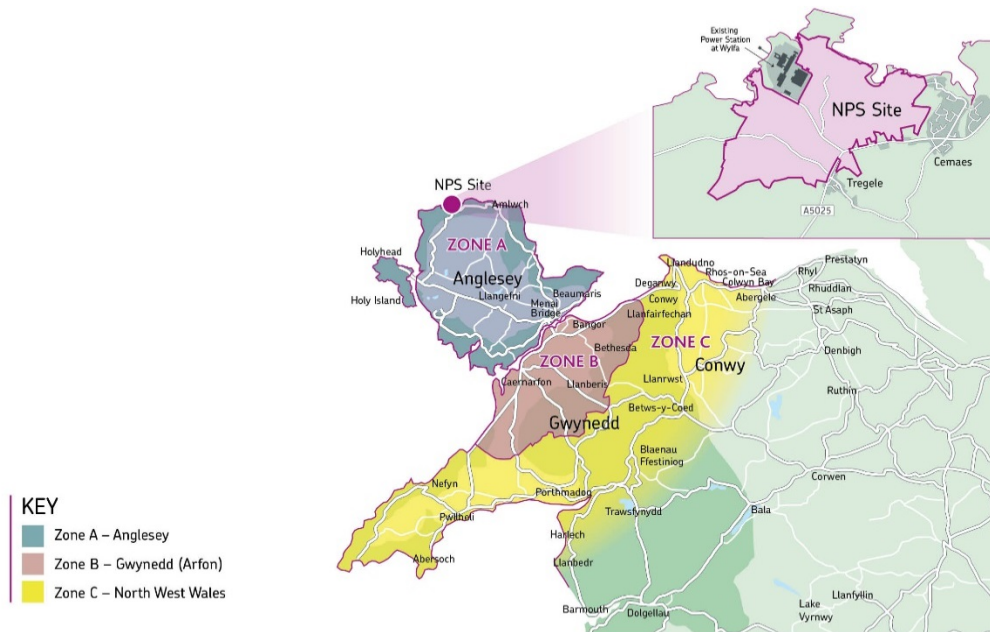 Existing
Power Station
at Wylfa
NPS Site
Cemaes
Tregele
A5025
NPS Site
Amlwch
ZONE A
Holyhead
Anglesey
Holy Island
Llangefni
Beaumaris
Menai
Bridge
Llandudno
Rhos-on-Sea
Colwyn Bay
Prestatyn
Rhyl
Rhuddlan
Deganwy
Conwy
Abergele
St Asaph
Llanfairfechan
Bangor
Bethesda
ZONE B
ZONE C
Conwy
Denbigh
Caernarfon
Llanberis
Llanrwst
Ruthin
Betws-y-Coed
Gwynedd
Blaenau
Ffestiniog
Corwen
Nefyn
Porthmadog
Trawsfynydd
Bala
Pwllheli
Harlech
Abersoch
Llanbedr
Llanfyllin
Lake
Vyrnwy
Barmouth
Dolgellau
KEY
Zone A – Anglesey
Zone B – Gwynedd (Arfon)
Zone C – North West Wales